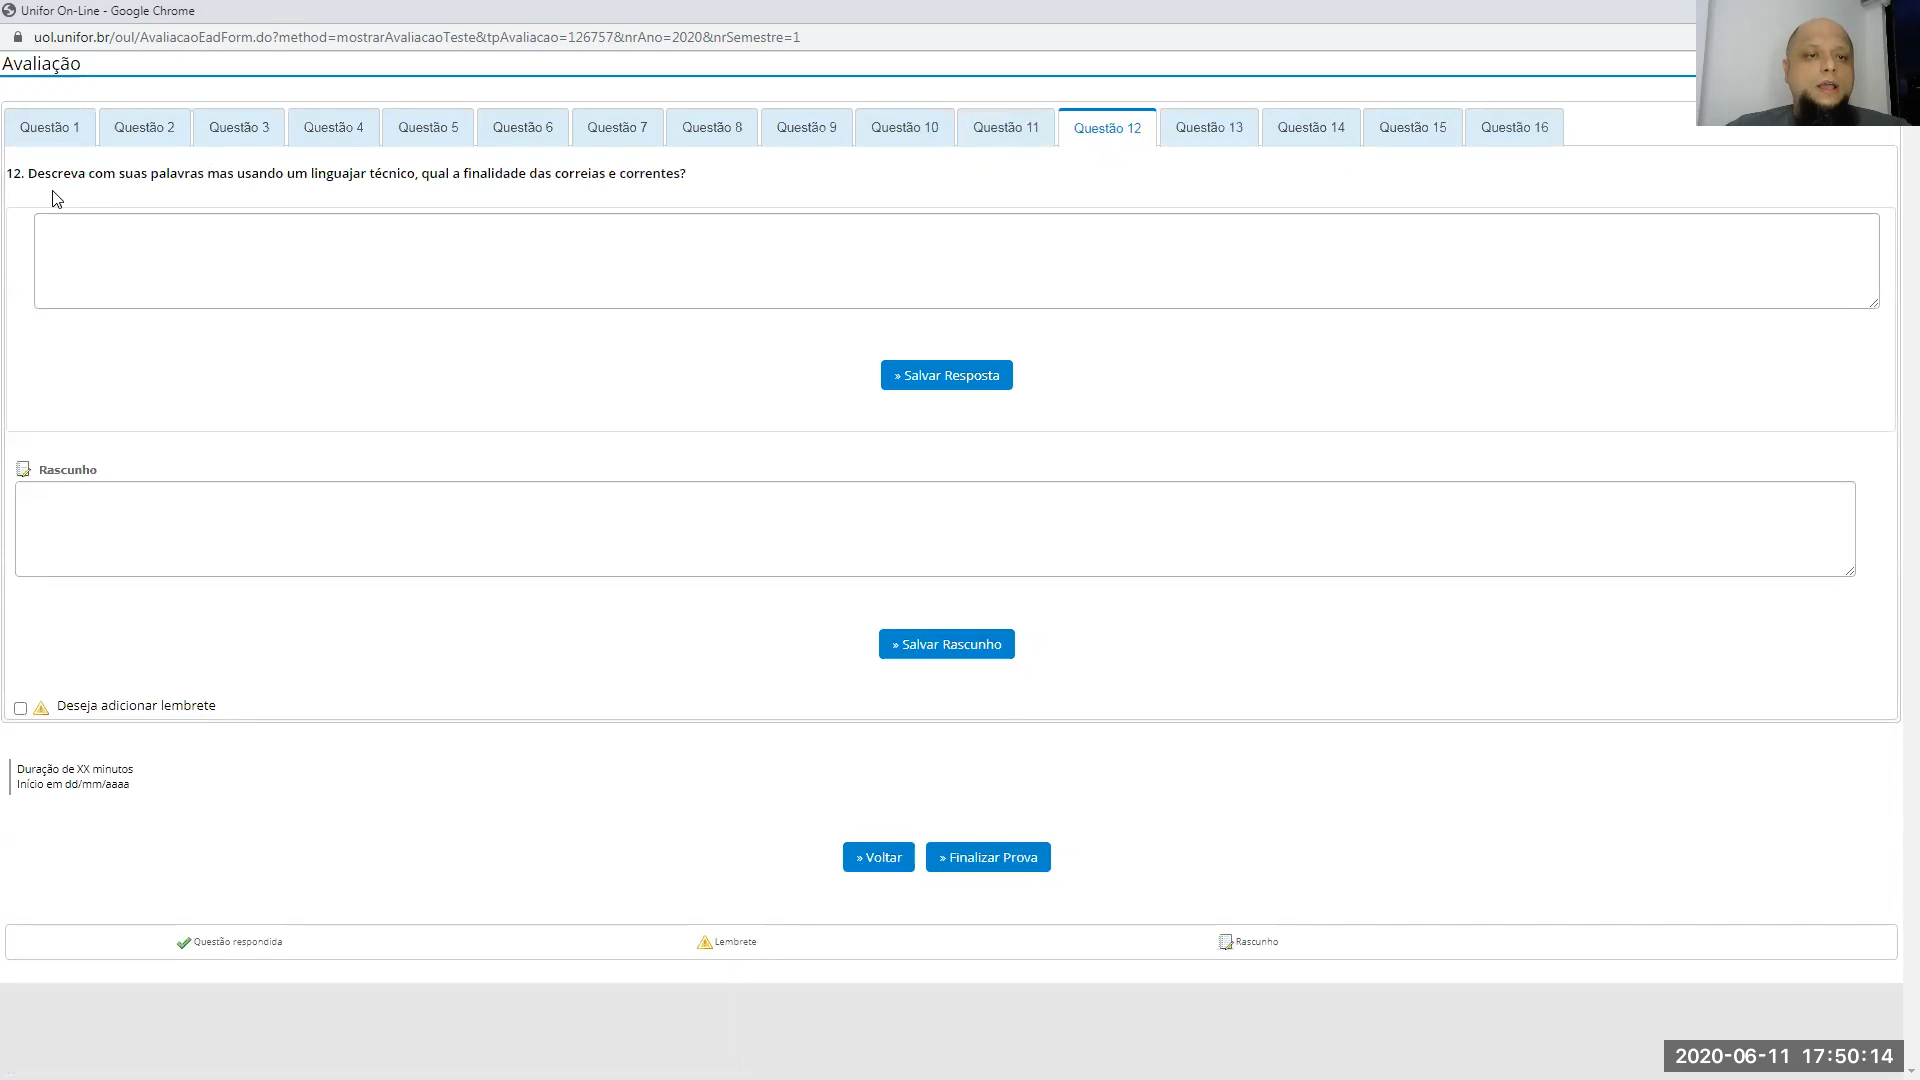 Unifor On-Line - Google Chrome
uol.unifor.br/oul/AvaliacaoEadForm.do?method=mostrarAvaliacaoTeste&tpAvaliacao=126757&nrAno=2020&nrSemestre=1
Avaliação
Questão 1 Questão 2 Questão 3 Questão 4 Questão 5 Questão 6 Questão 7 Questão 8 Questão 9 Questão 10 Questão 11 Questão 12 Questão 13 Questão 14 Questão 15 Questão 16
12. Descreva com suas palavras mas usando um linguajar técnico, qual a finalidade das correias e correntes?
» Salvar Resposta
Rascunho
» Salvar Rascunho
Deseja adicionar lembrete
Duração de XX minutos
Início em dd/mm/aaaa
» Voltar » Finalizar Prova
Questão respondida Lembrete Rascunho
2020-06-11 17:50:14